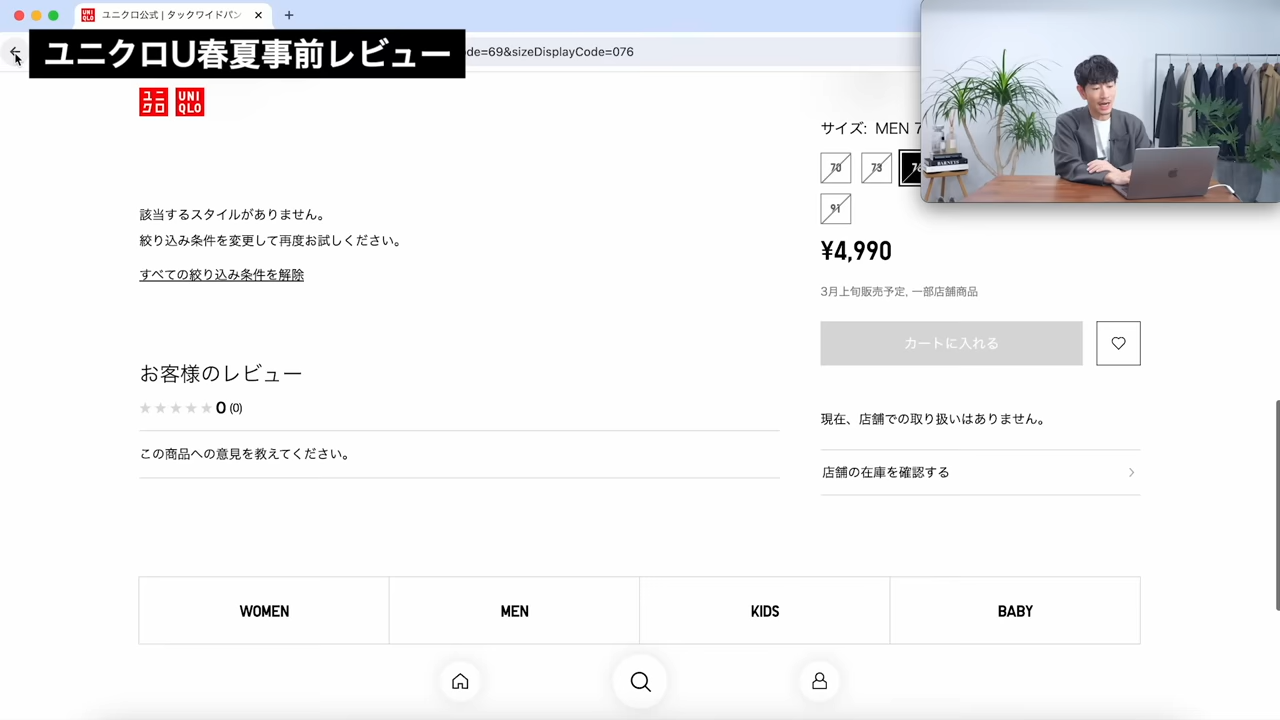 ユニクロ公式 | タックワイドパン
ユニクロU春夏事前レビュー
de=69&sizeDisplayCode=076
ユニクロ
UNIQLO
サイズ: MEN 7
70
73
76
91
¥4,990
3月上旬販売予定, 一部店舗商品
カートに入れる
現在、店舗での取り扱いはありません。
店舗の在庫を確認する
該当するスタイルがありません。
絞り込み条件を変更して再度お試しください。
すべての絞り込み条件を解除
お客様のレビュー
0 (0)
この商品への意見を教えてください。
WOMEN
MEN
KIDS
BABY